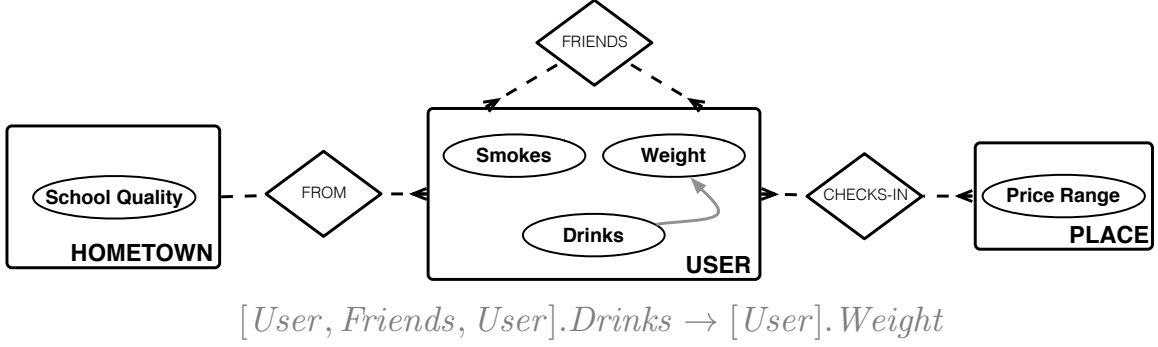 FRIENDS
Smokes
Weight
School Quality
FROM
CHECKS-IN
Price Range
Drinks
HOMETOWN
USER
PLACE
[User, Friends, User].Drinks → [User].Weight